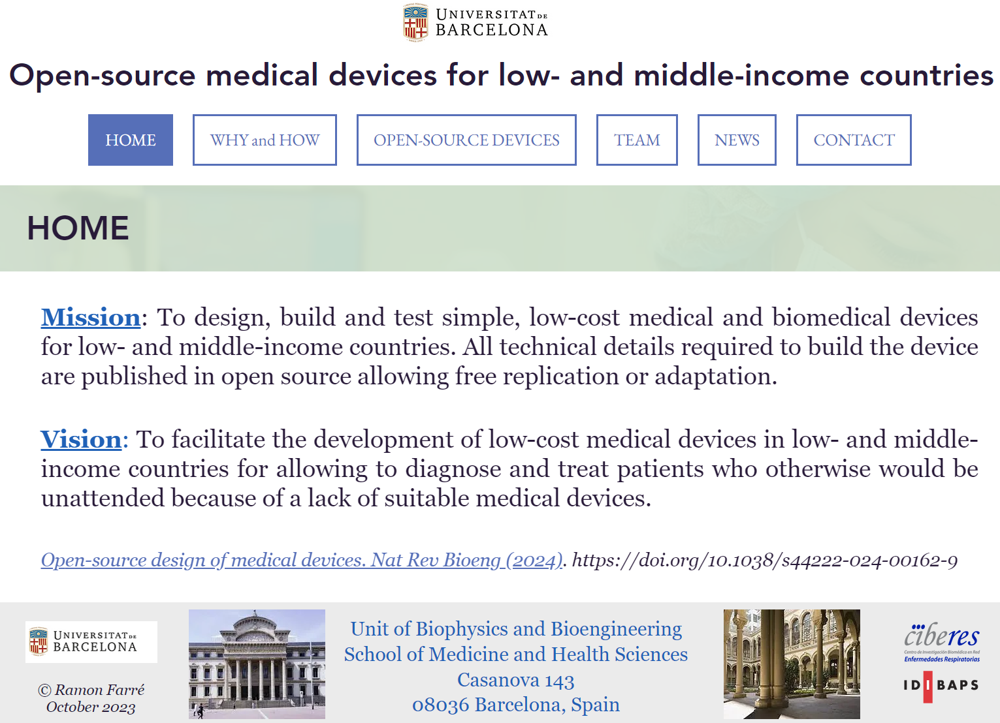 UNIVERSITAT DE
BARCELONA
Open-source medical devices for low- and middle-income countries
HOME
WHY and HOW
OPEN-SOURCE DEVICES
TEAM
NEWS
CONTACT
HOME
Mission: To design, build and test simple, low-cost medical and biomedical devices
for low- and middle-income countries. All technical details required to build the device
are published in open source allowing free replication or adaptation.
Vision: To facilitate the development of low-cost medical devices in low- and middle-
income countries for allowing to diagnose and treat patients who otherwise would be
unattended because of a lack of suitable medical devices.
Open-source design of medical devices. Nat Rev Bioeng (2024). https://doi.org/10.1038/s44222-024-00162-9
UNIVERSITAT DE
BARCELONA
© Ramon Farré
October 2023
Unit of Biophysics and Bioengineering
School of Medicine and Health Sciences
Casanova 143
08036 Barcelona, Spain
ciberes
Centro de Investigación Biomédica en Red
Enfermedades Respiratorias
IDIBAPS